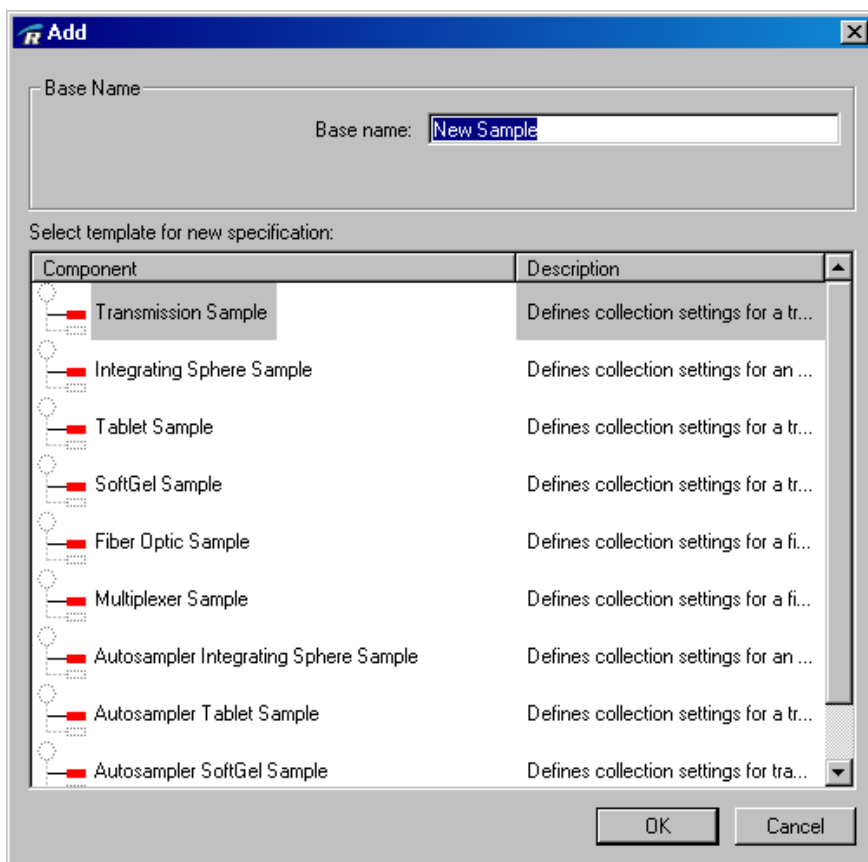 Add
Base Name
Base name: New Sample
Select template for new specification:
Component Description
Transmission Sample Defines collection settings for a tr...
Integrating Sphere Sample Defines collection settings for an ...
Tablet Sample Defines collection settings for a tr...
SoftGel Sample Defines collection settings for a tr...
Fiber Optic Sample Defines collection settings for a fi...
Multiplexer Sample Defines collection settings for a fi...
Autosampler Integrating Sphere Sample Defines collection settings for an ...
Autosampler Tablet Sample Defines collection settings for a tr...
Autosampler SoftGel Sample Defines collection settings for tra...
OK Cancel